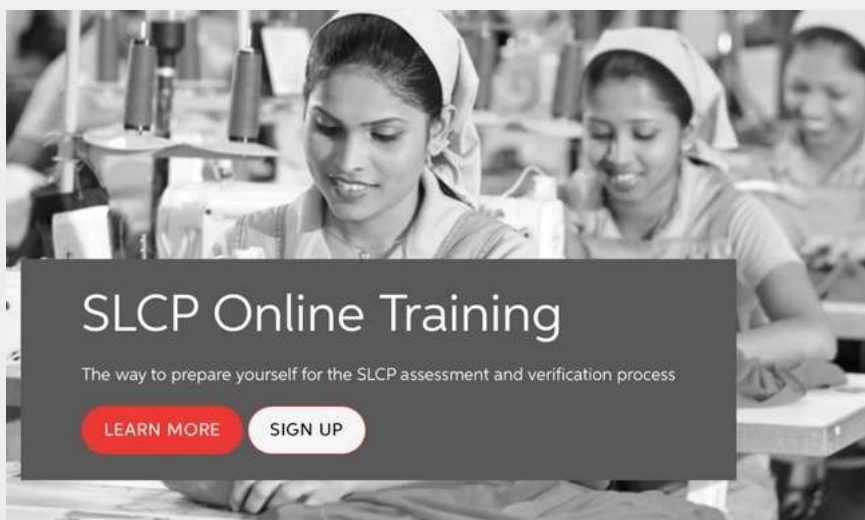 SLCP Online Training
The way to prepare yourself for the SLCP assessment and verification process
LEARN MORE
SIGN UP